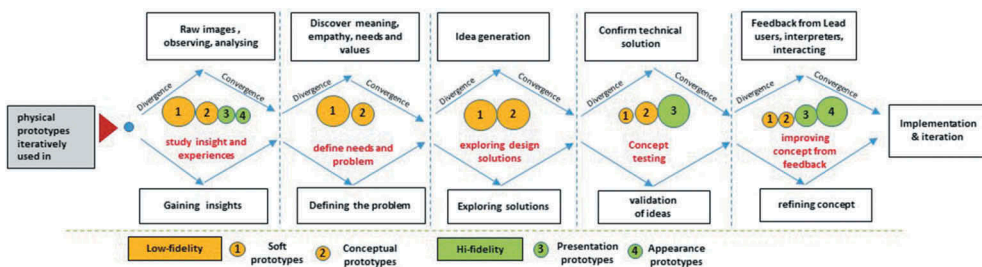 Raw images ,
observing, analysing
Discover meaning,
empathy, needs and
values
Idea generation
Confirm technical
solution
Feedback from Lead
users, interpreters,
interacting
Divergence
Convergence
Divergence
Convergence
Divergence
Convergence
Divergence
Convergence
Divergence
Convergence
physical
prototypes
iteratively
used in
1 2 3 4
study insight and
experiences
1 2
define needs and
problem
1 2
exploring design
solutions
1 2 3
Concept
testing
1 2 3 4
improving
concept from
feedback
Implementation
& iteration
Gaining insights
Defining the problem
Exploring solutions
validation
of ideas
refining concept
Low-fidelity
1 Soft
prototypes
2 Conceptual
prototypes
Hi-fidelity
3 Presentation
prototypes
4 Appearance
prototypes